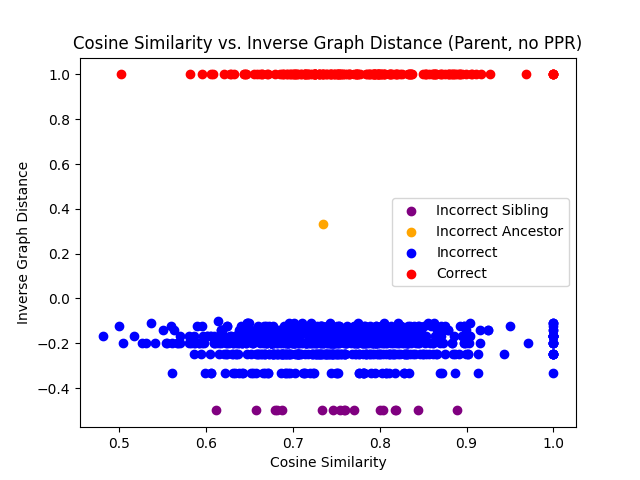 Cosine Similarity vs. Inverse Graph Distance (Parent, no PPR)
Inverse Graph Distance
1.0
0.8
0.6
0.4
0.2
0.0
−0.2
−0.4
Incorrect Sibling
Incorrect Ancestor
Incorrect
Correct
0.5 0.6 0.7 0.8 0.9 1.0
Cosine Similarity